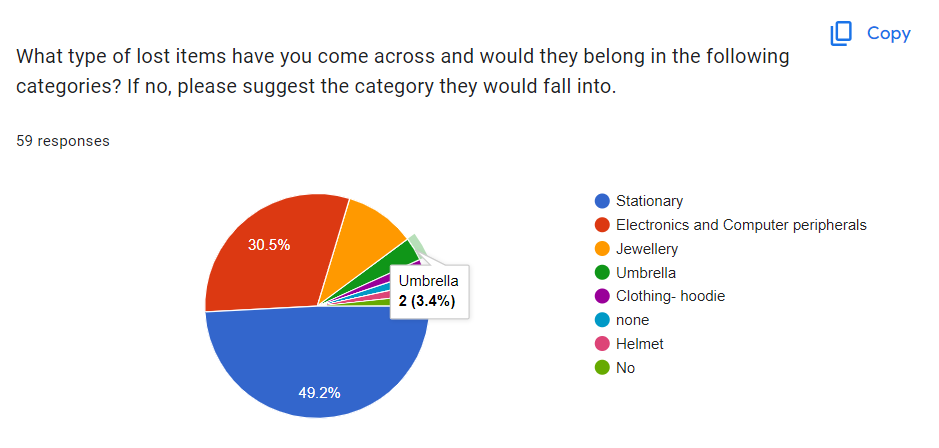 Copy
What type of lost items have you come across and would they belong in the following
categories? If no, please suggest the category they would fall into.
59 responses
30.5%
49.2%
Umbrella
2 (3.4%)
Stationary
Electronics and Computer peripherals
Jewellery
Umbrella
Clothing- hoodie
none
Helmet
No